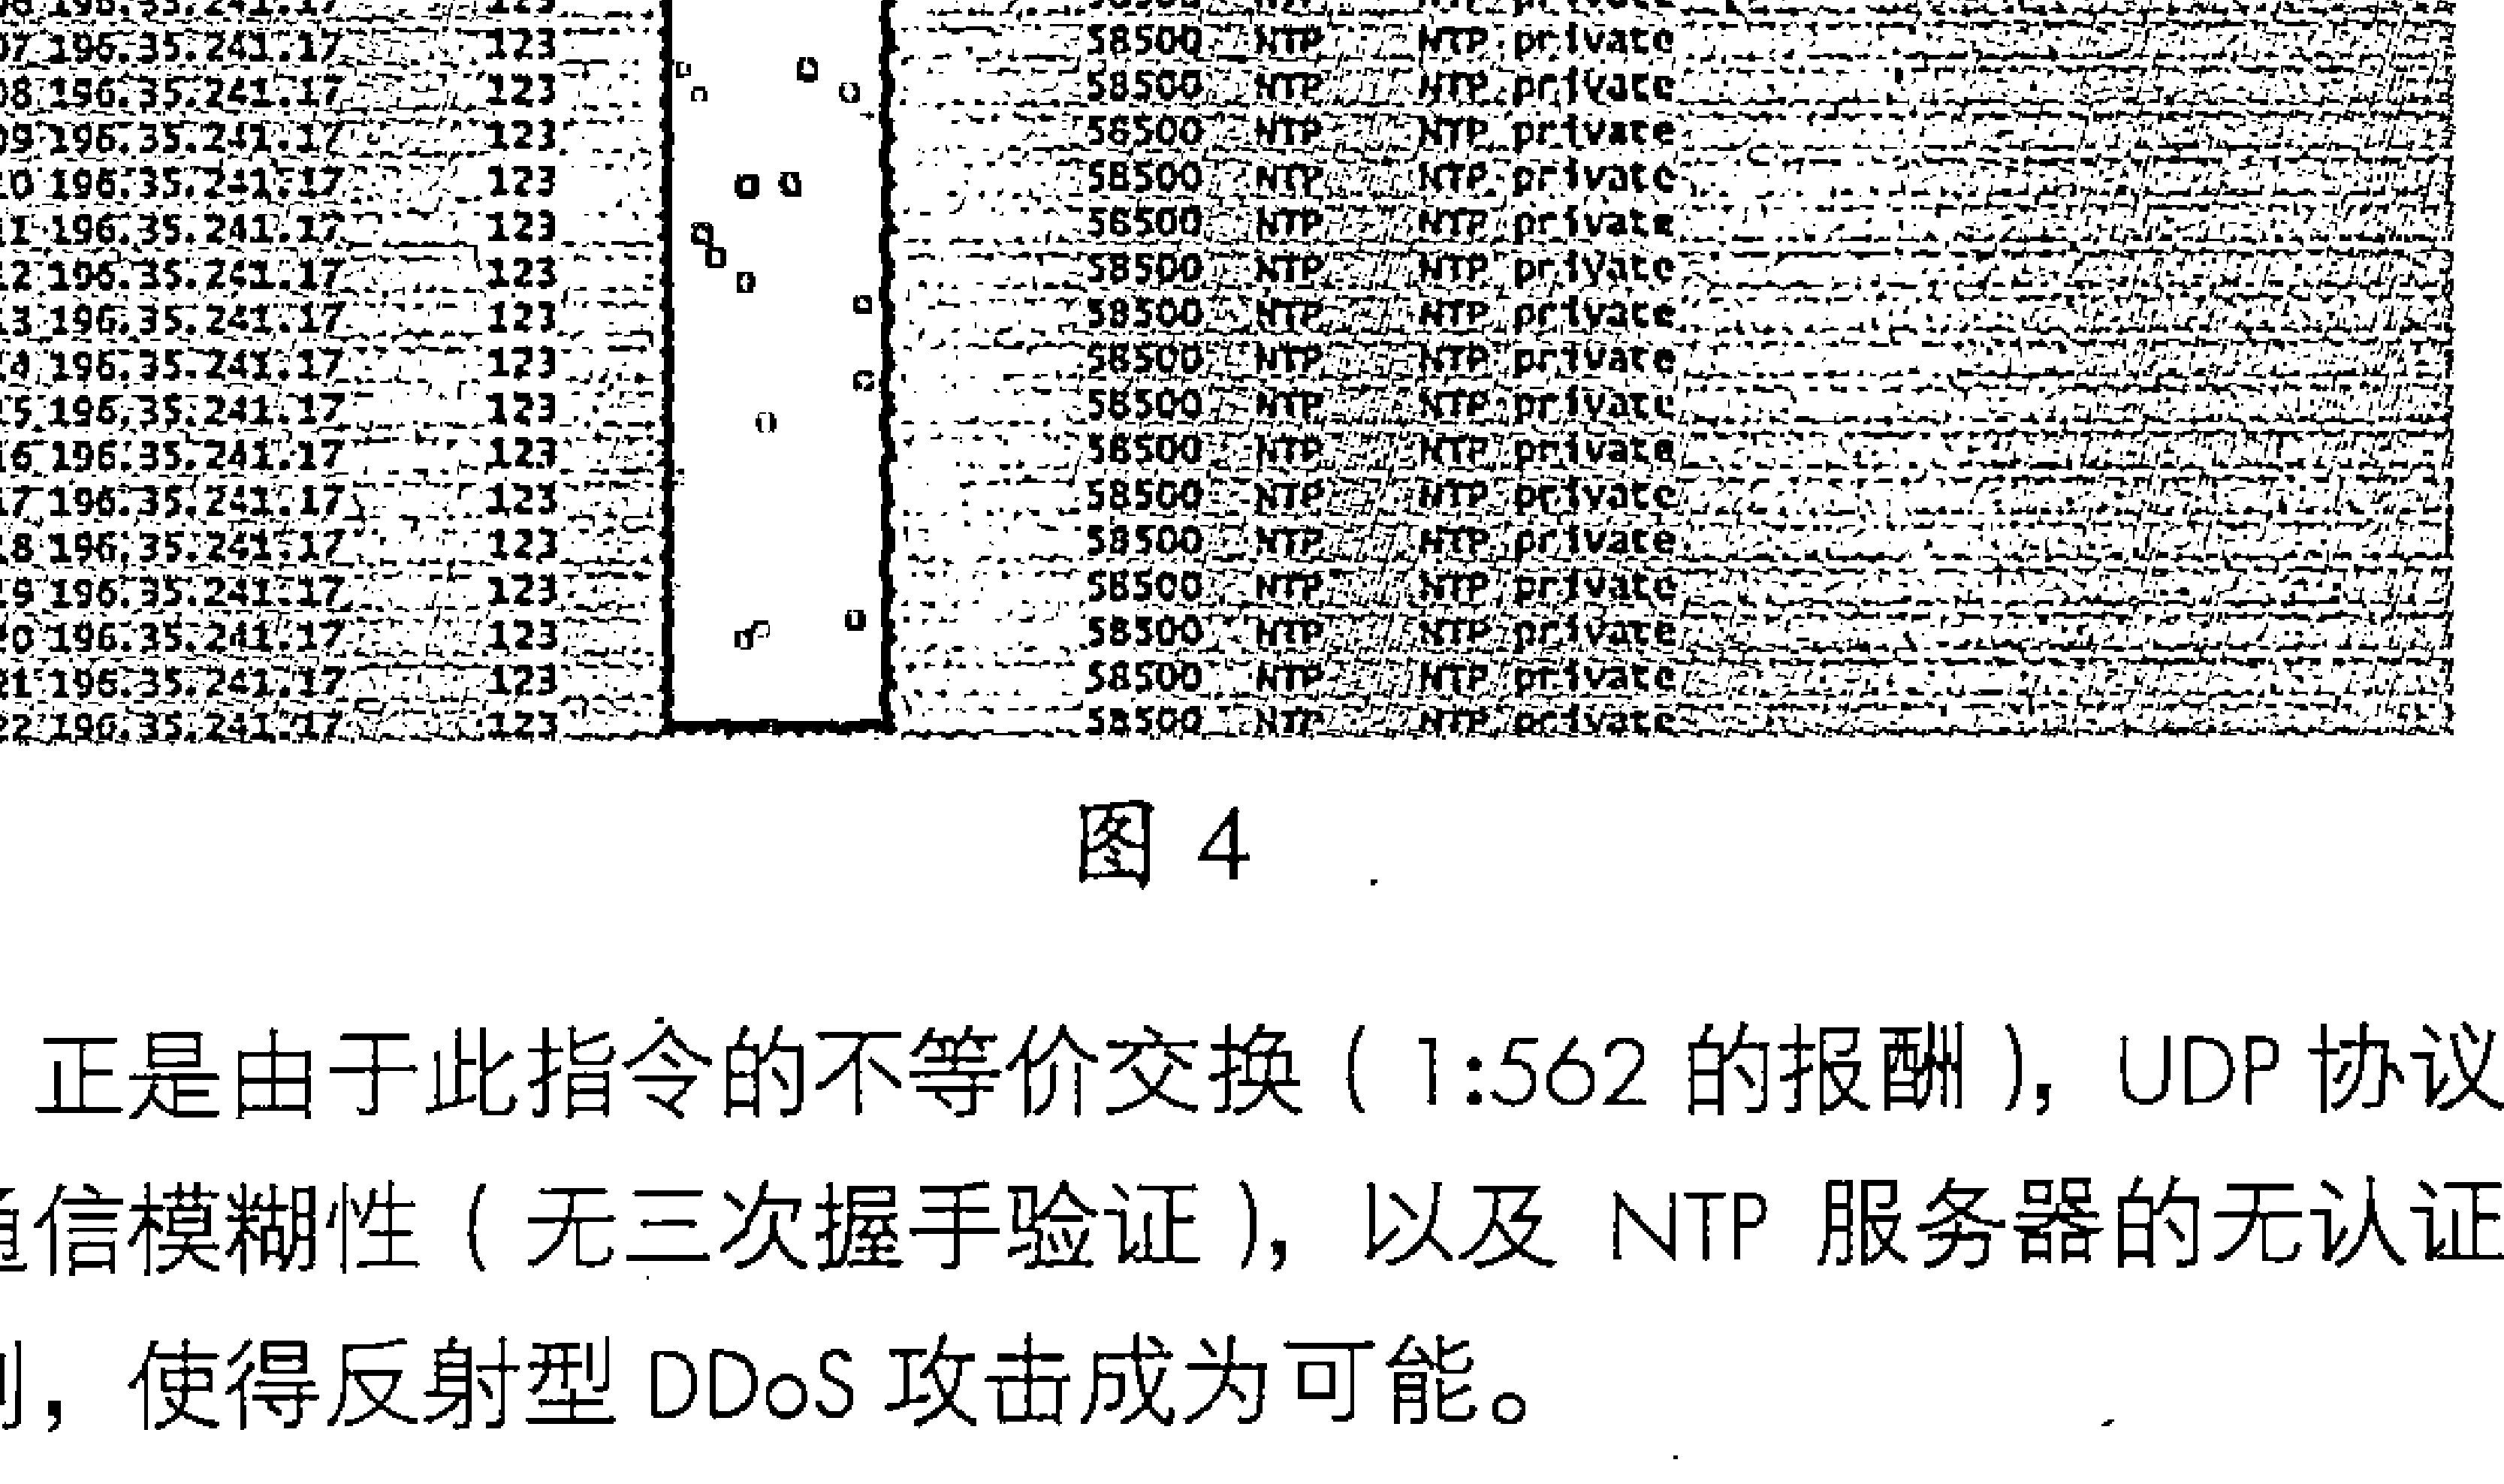 07 196.35.241.17 123 58500 NTP NTP private
08 196.35.241.17 123 58500 NTP NTP private
09 196.35.241.17 123 58500 NTP NTP private
10 196.35.241.17 123 58500 NTP NTP private
11 196.35.241.17 123 58500 NTP NTP private
12 196.35.241.17 123 58500 NTP NTP private
13 196.35.241.17 123 58500 NTP NTP private
14 196.35.241.17 123 58500 NTP NTP private
15 196.35.241.17 123 58500 NTP NTP private
16 196.35.241.17 123 58500 NTP NTP private
17 196.35.241.17 123 58500 NTP NTP private
18 196.35.241.17 123 58500 NTP NTP private
19 196.35.241.17 123 58500 NTP NTP private
20 196.35.241.17 123 58500 NTP NTP private
21 196.35.241.17 123 58500 NTP NTP private
22 196.35.241.17 123 58500 NTP NTP private
图 4
正是由于此指令的不等价交换（1:562 的报酬），UDP 协议
通信模糊性（无三次握手验证），以及 NTP 服务器的无认证
，使得反射型 DDoS 攻击成为可能。